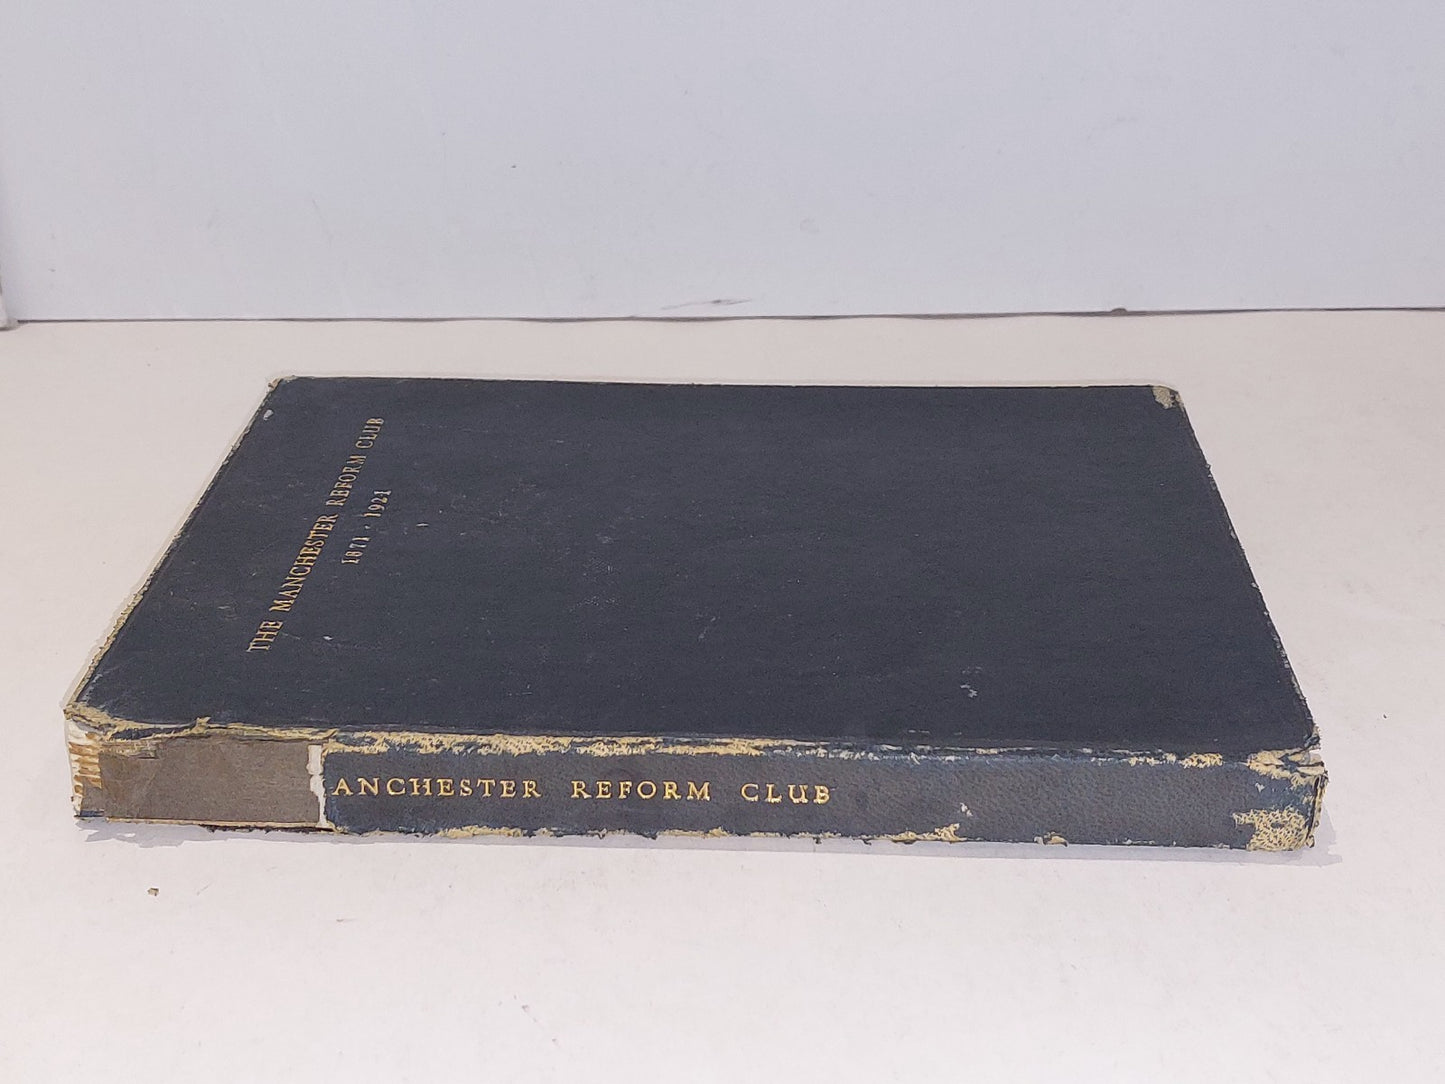 THE MANCHESTER REFORM CLUB
1871 · 1921
ANCHESTER REFORM CLUB